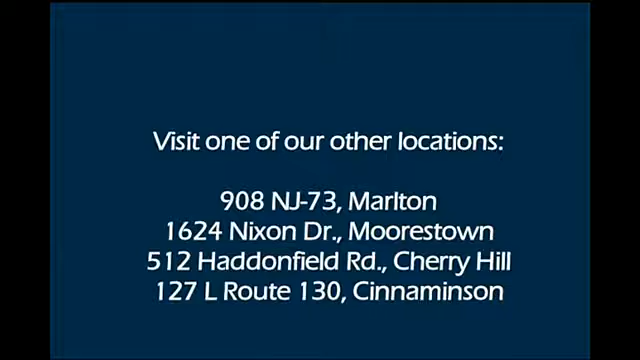 Visit one of our other locations:
908 NJ-73, Marlton
1624 Nixon Dr., Moorestown
512 Haddonfield Rd., Cherry Hill
127 L Route 130, Cinnaminson